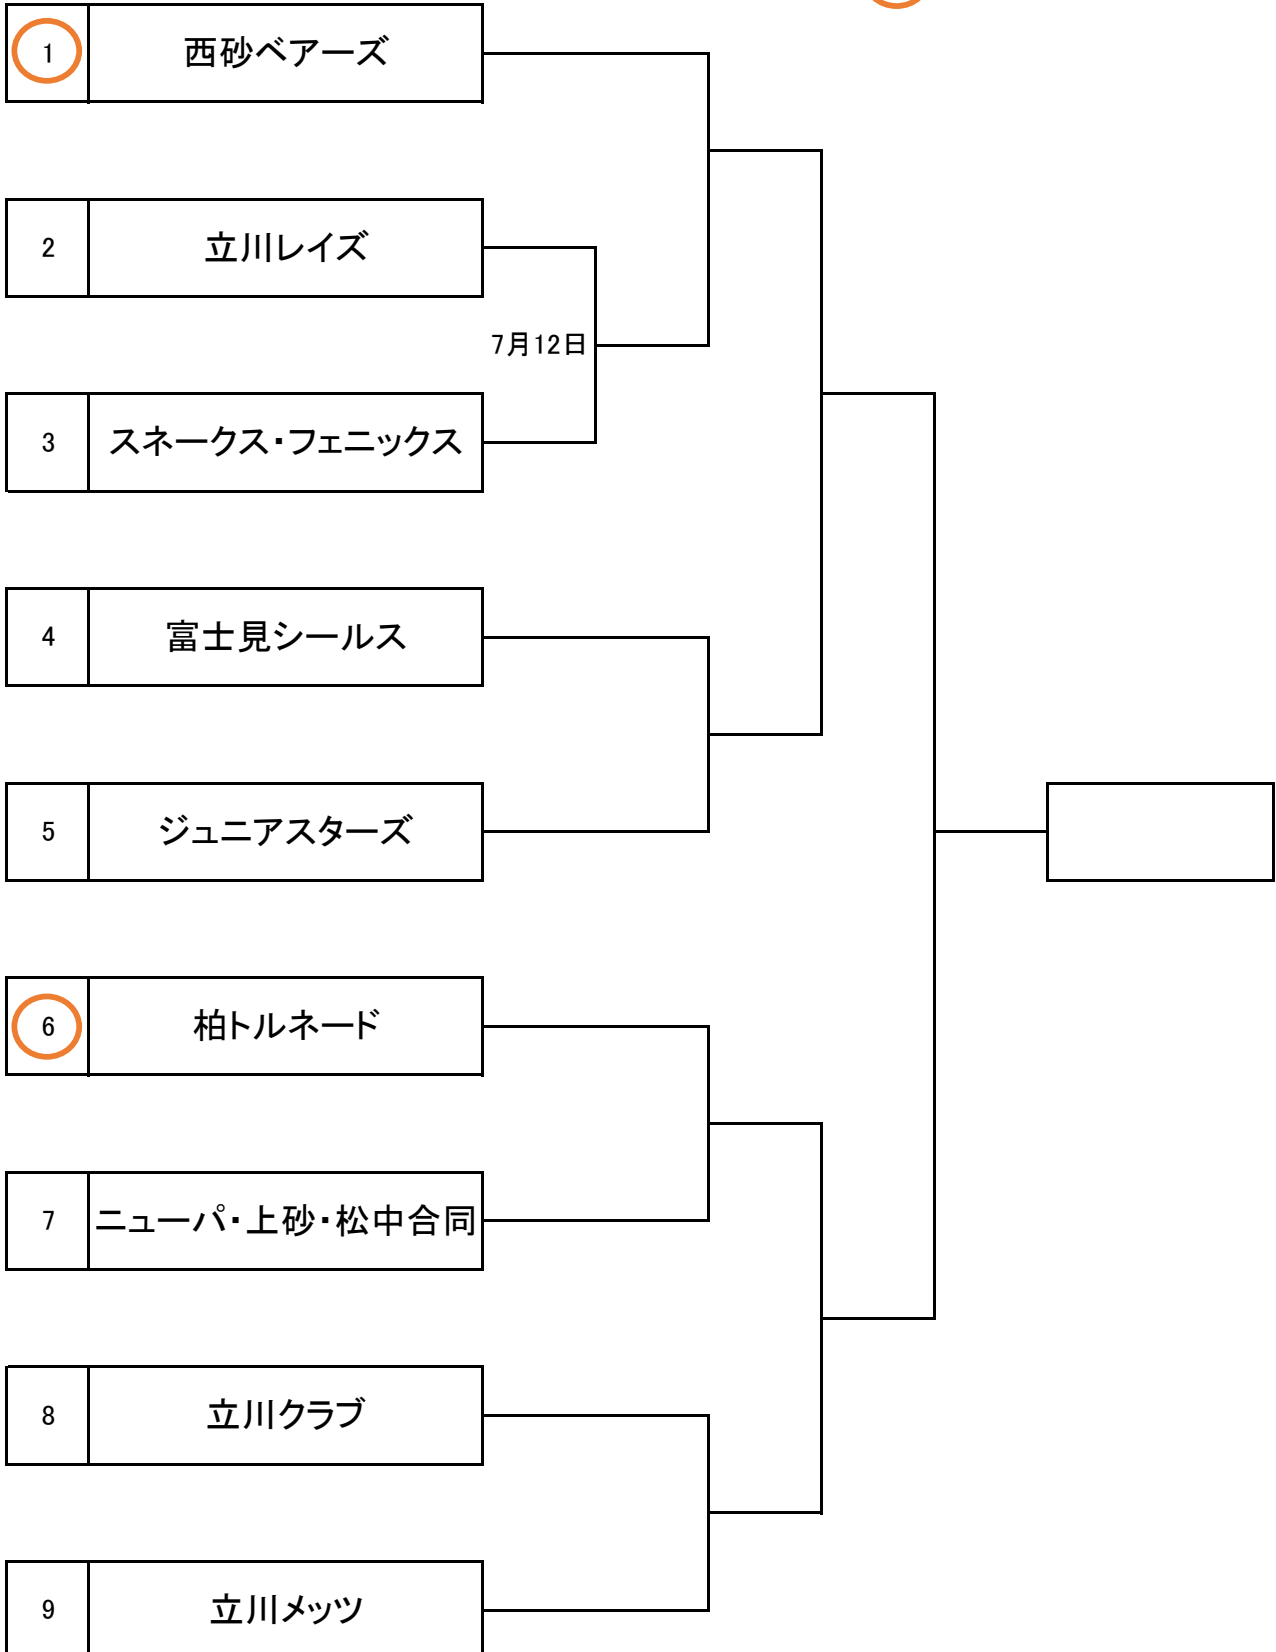 1 西砂ベアーズ
2 立川レイズ
7月12日
3 スネークス・フェニックス
4 富士見シールス
5 ジュニアスターズ
6 柏トルネード
7 ニューパ・上砂・松中合同
8 立川クラブ
9 立川メッツ